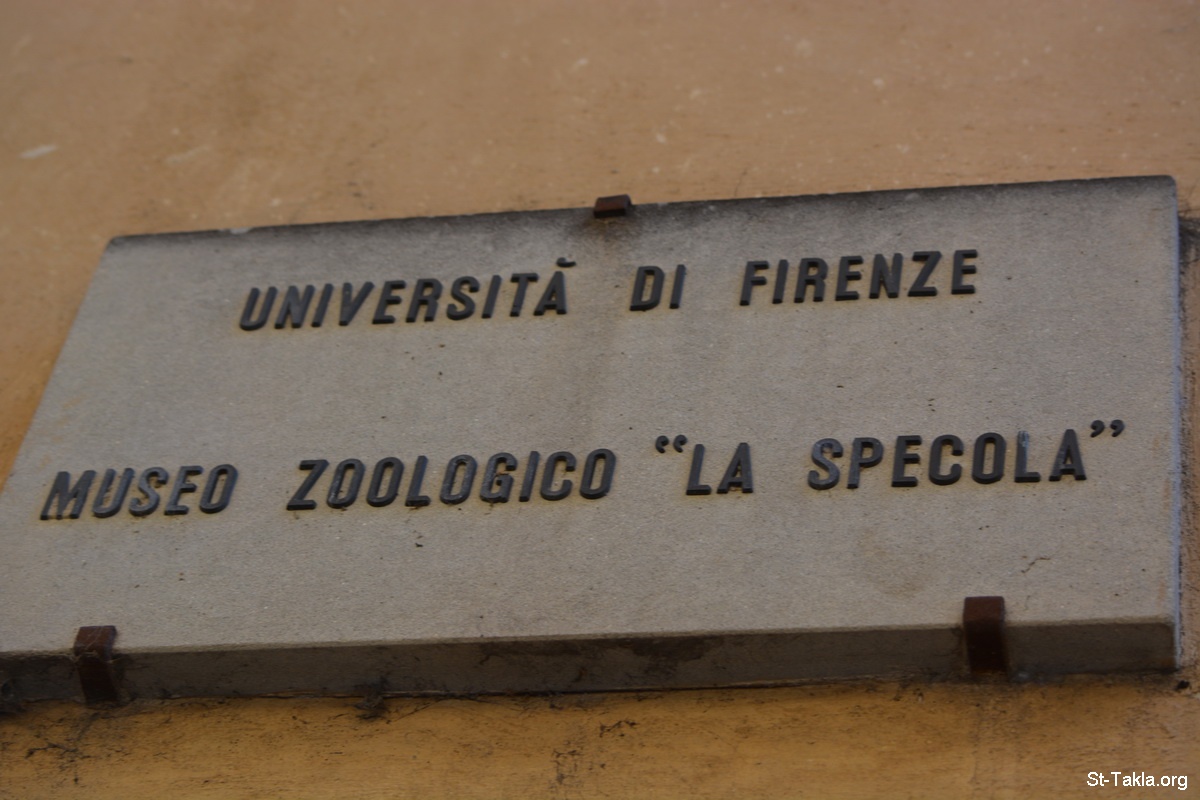 UNIVERSITÀ DI FIRENZE
MUSEO ZOOLOGICO “LA SPECOLA”
St-Takla.org